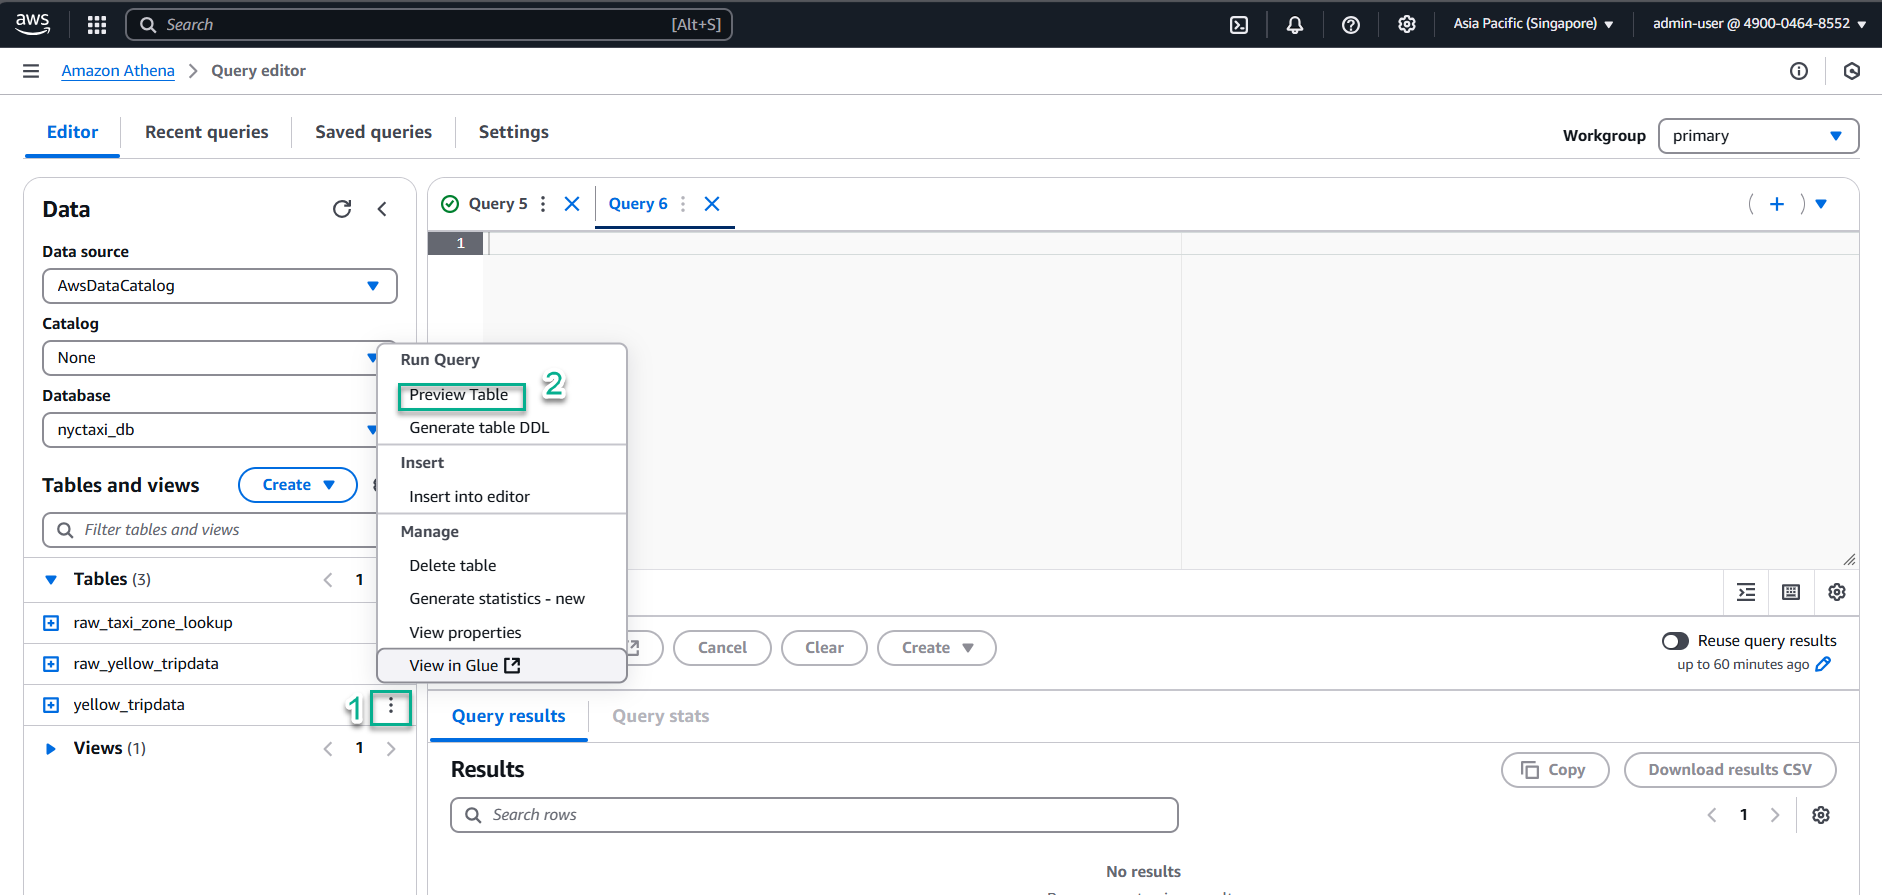 aws
Search [Alt+S]
Asia Pacific (Singapore)
admin-user @ 4900-0464-8552
Amazon Athena
Query editor
Editor
Recent queries
Saved queries
Settings
Workgroup
primary
Data
Data source
AwsDataCatalog
Catalog
None
Database
nyctaxi_db
Tables and views
Create
Filter tables and views
Tables (3)
1
raw_taxi_zone_lookup
raw_yellow_tripdata
yellow_tripdata
1
Views (1)
1
Run Query
Preview Table
2
Generate table DDL
Insert
Insert into editor
Manage
Delete table
Generate statistics - new
View properties
View in Glue
Query 5
Query 6
1
Cancel
Clear
Create
Reuse query results
up to 60 minutes ago
Query results
Query stats
Results
Copy
Download results CSV
Search rows
1
No results